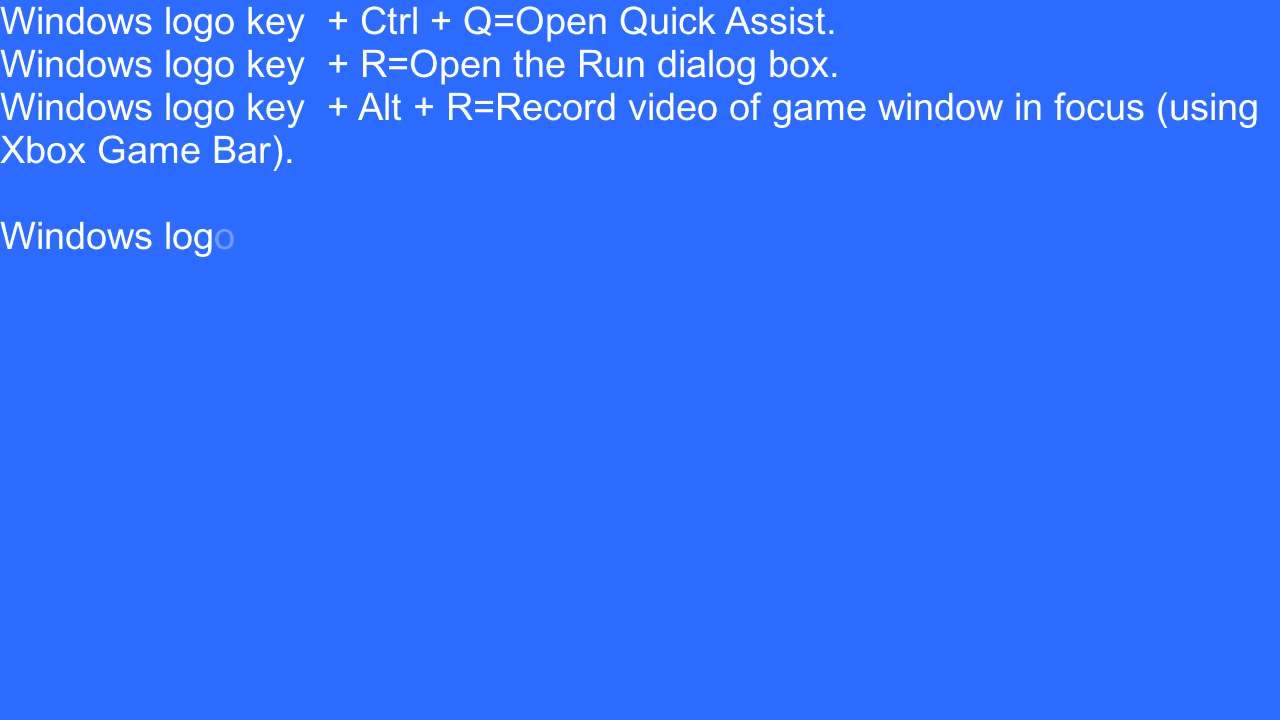 Windows logo key  + Ctrl + Q=Open Quick Assist.
Windows logo key  + R=Open the Run dialog box.
Windows logo key  + Alt + R=Record video of game window in focus (using
Xbox Game Bar).
Windows logo